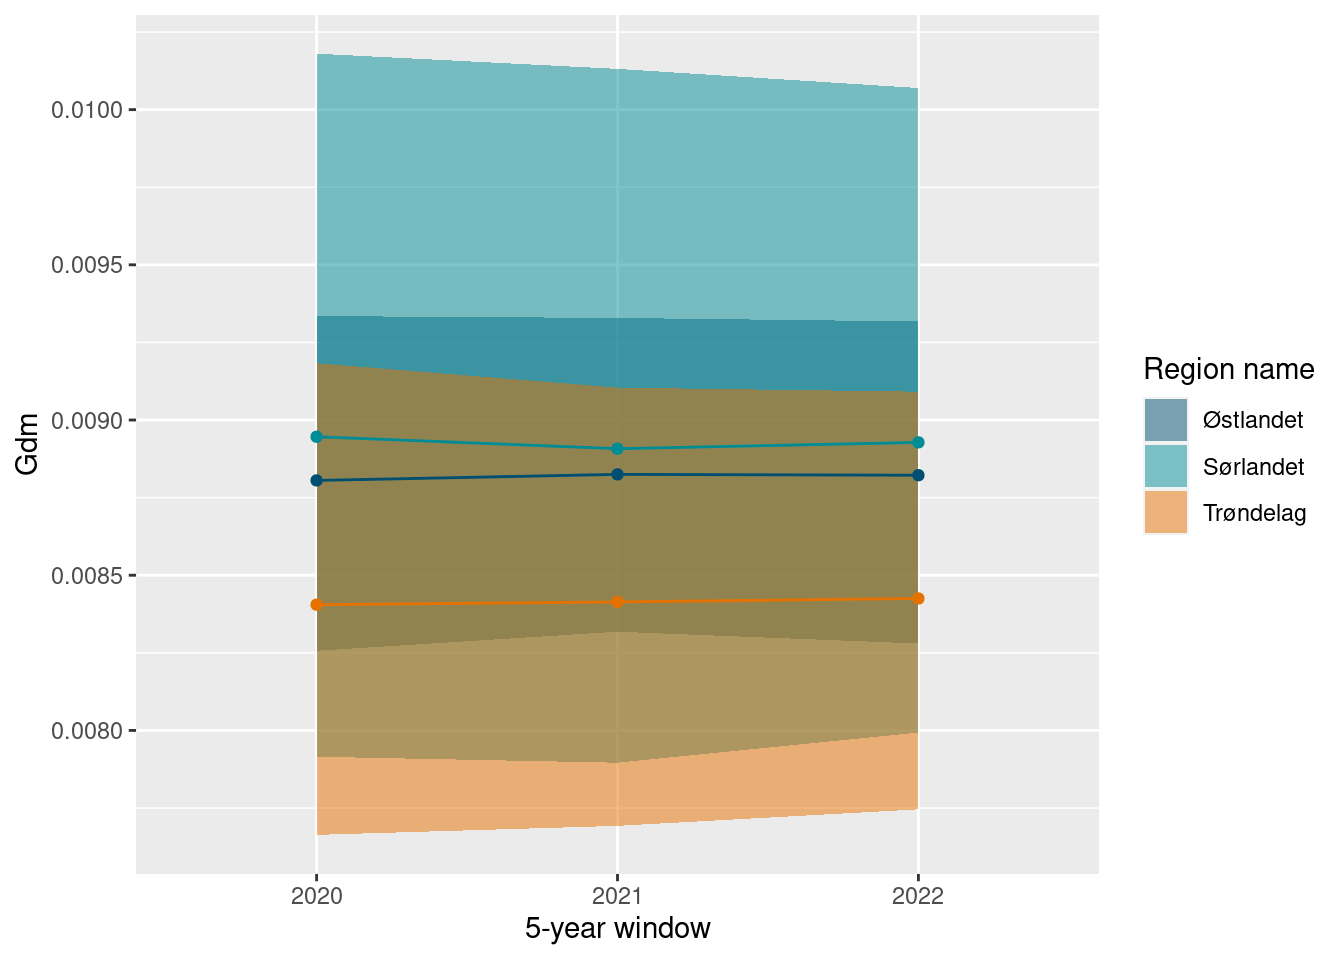 0.0100
0.0095
0.0090
0.0085
0.0080
Gdm
2020
2021
2022
5-year window
Region name
Østlandet
Sørlandet
Trøndelag